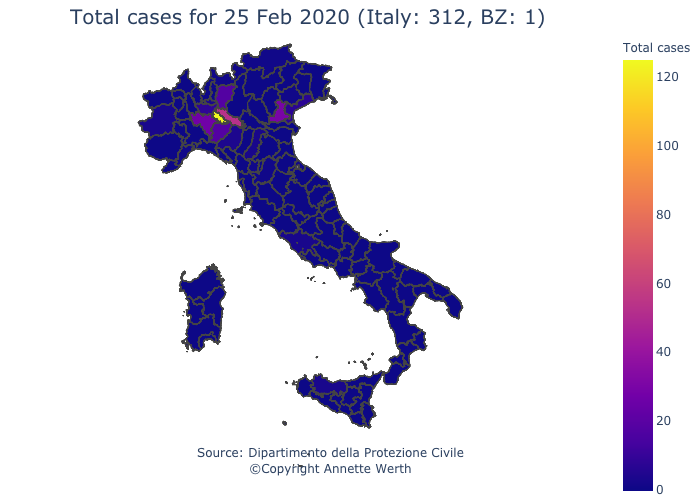 Total cases for 25 Feb 2020 (Italy: 312, BZ: 1)
Total cases
120
100
80
60
40
20
0
Source: Dipartimento della Protezione Civile
©Copyright Annette Werth